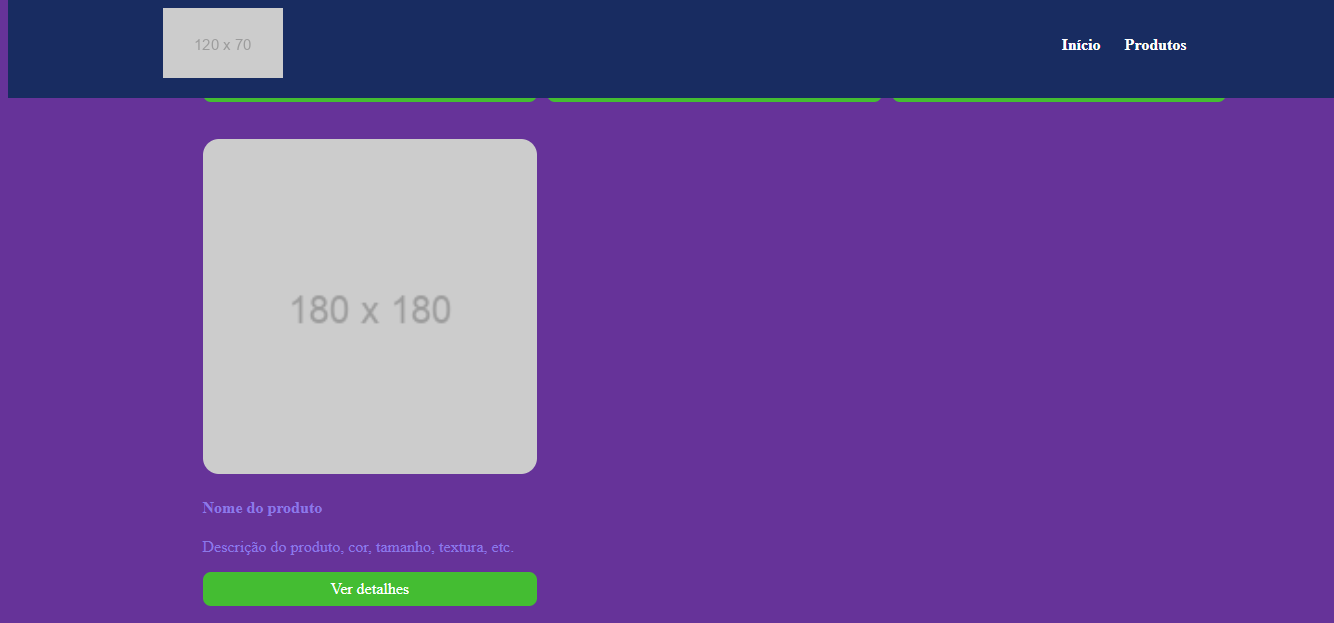 120 x 70
Início Produtos
180 x 180
Nome do produto
Descrição do produto, cor, tamanho, textura, etc.
Ver detalhes